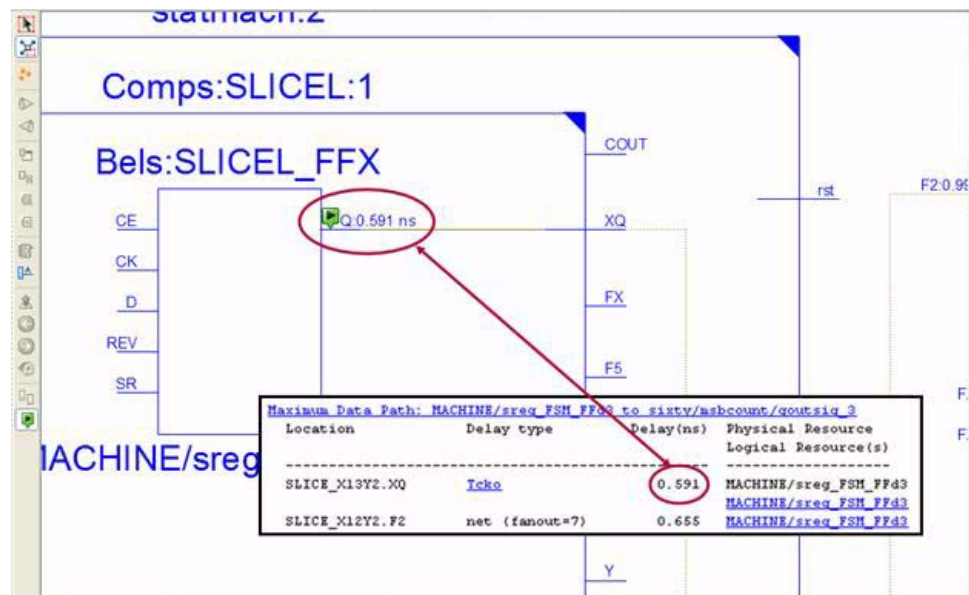 statmach:2
Comps:SLICEL:1
COUT
Bels:SLICEL_FFX
rst
F2:0.99
CE
Q:0.591 ns
XQ
CK
D
FX
REV
F5
SR
Maximum Data Path: MACHINE/sreg_FSM_FFd3 to sixty/msbcount/qoutsig_3
Location Delay type Delay(ns) Physical Resource
Logical Resource(s)
SLICE_X13Y2.XQ Tcko 0.591 MACHINE/sreg_FSM_FFd3
MACHINE/sreg_FSM_FFd3
SLICE_X12Y2.F2 net (fanout=7) 0.655 MACHINE/sreg_FSM_FFd3
MACHINE/sreg
Y